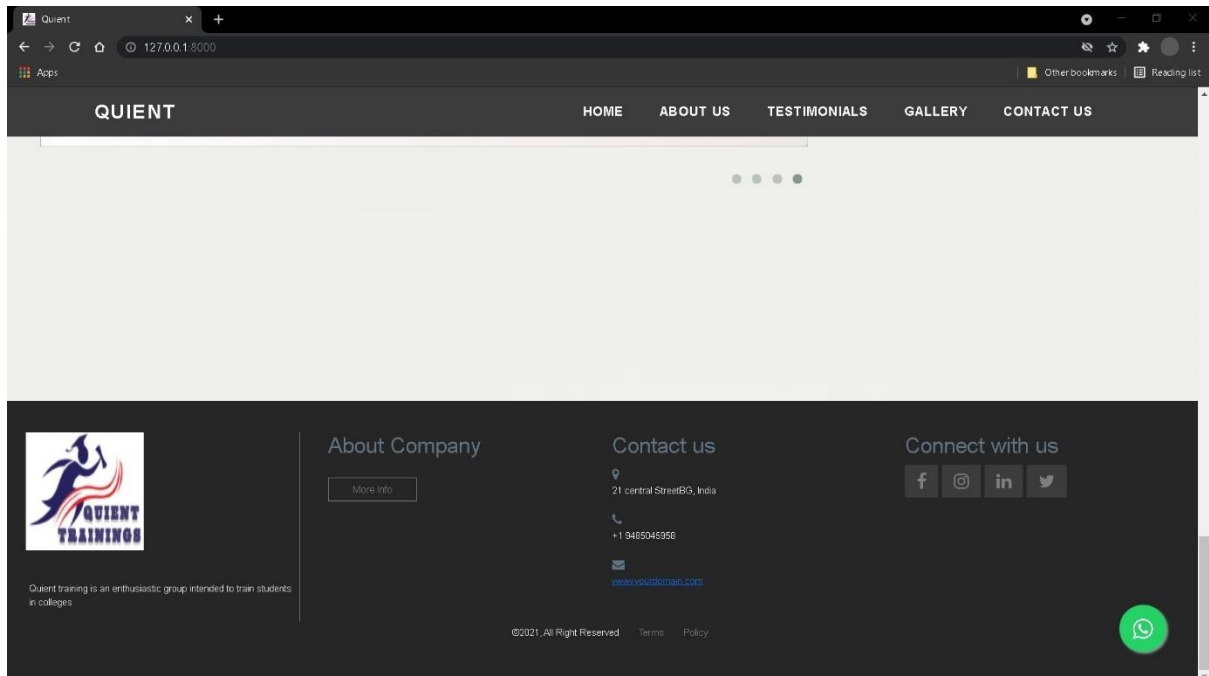 Quient
127.0.0.1:8000
Apps
Other bookmarks
Reading list
QUIENT
HOME
ABOUT US
TESTIMONIALS
GALLERY
CONTACT US
QUIENT
TRAININGS
Quient training is an enthusiastic group intended to train students
in colleges
About Company
More Info
Contact us
21 central StreetBG, India
+1 9485045958
www.yourdomain.com
Connect with us
©2021, All Right Reserved
Terms
Policy